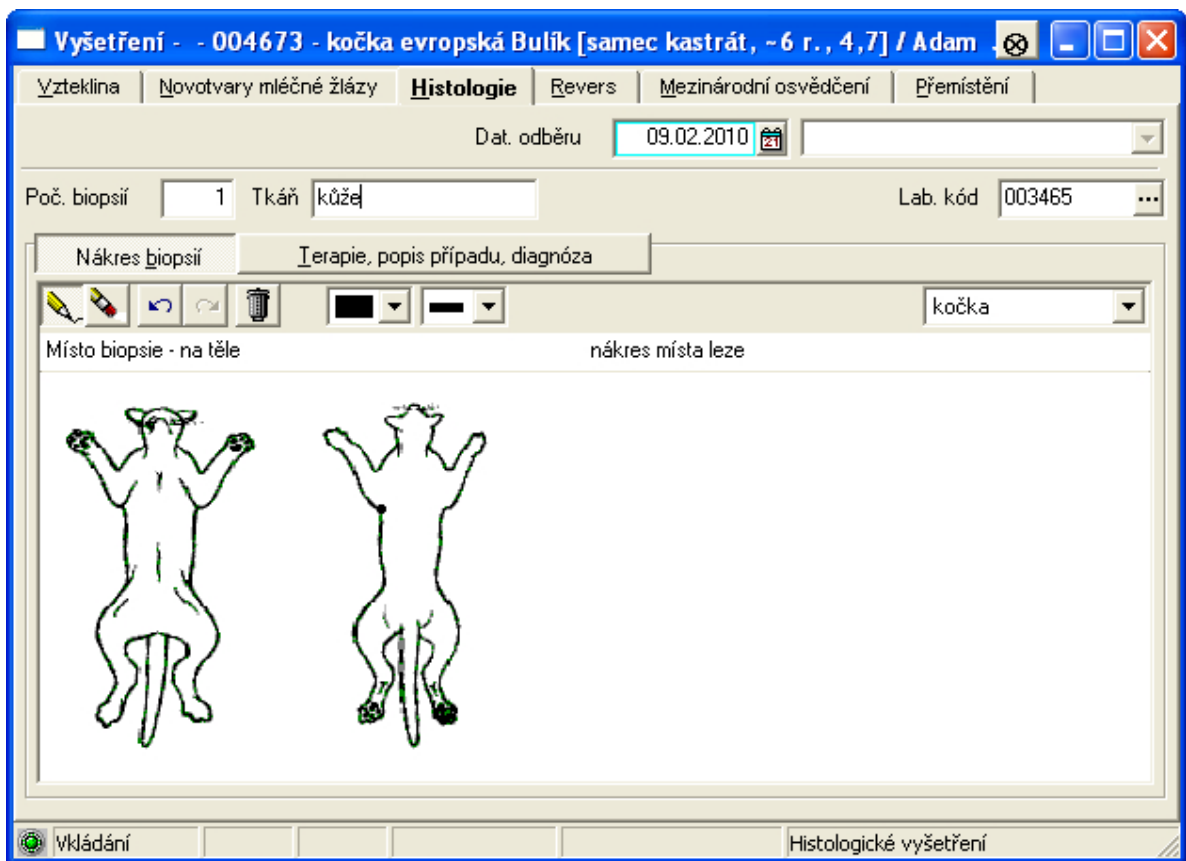 Vyšetření -  - 004673 - kočka evropská Bulík [samec kastrát, ~6 r., 4,7] / Adam
Vzteklina Novotvary mléčné žlázy Histologie Revers Mezinárodní osvědčení Přemístění
Dat. odběru 09.02.2010 21
Poč. biopsií 1 Tkáň kůže Lab. kód 003465 ...
Nákres biopsií Terapie, popis případu, diagnóza
kočka
Místo biopsie - na těle nákres místa leze
Vkládání Histologické vyšetření